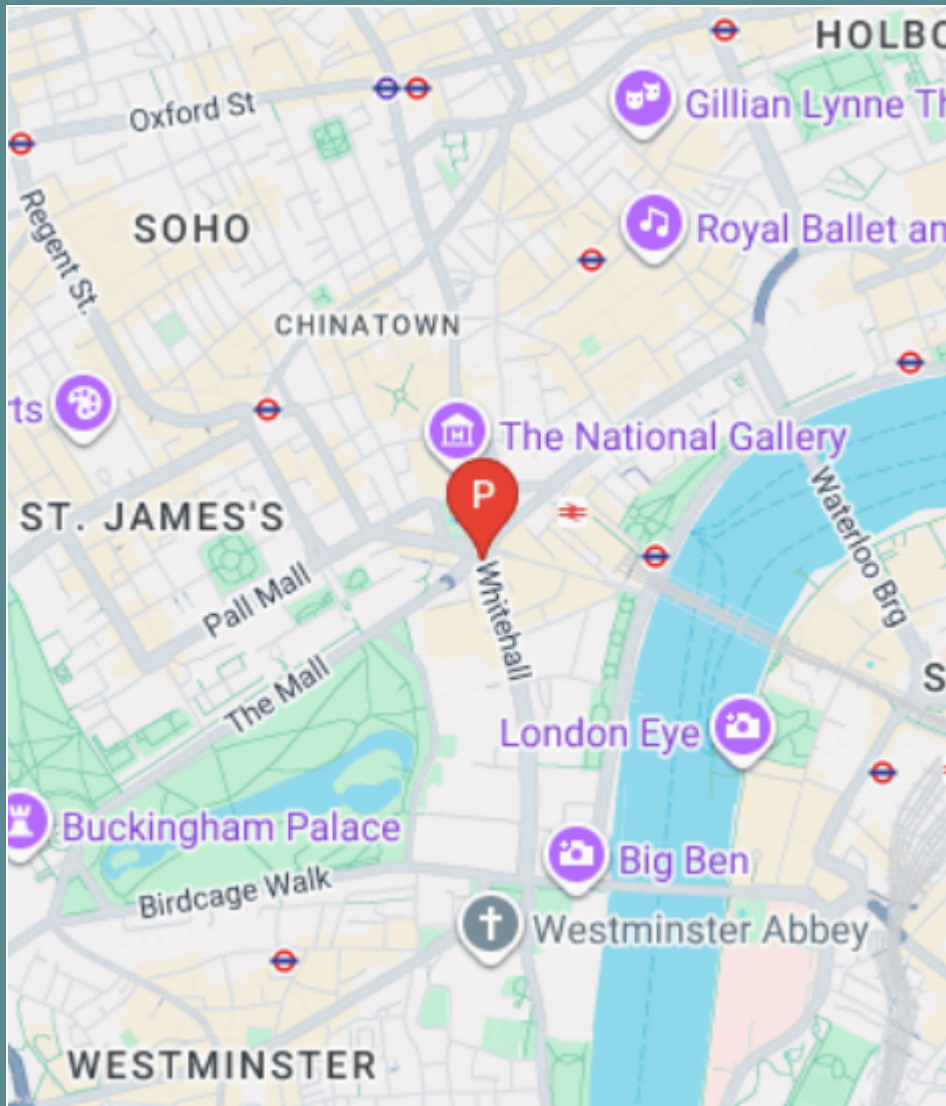 HOLBO
Oxford St
Gillian Lynne Th
Regent St.
SOHO
Royal Ballet an
CHINATOWN
rts
The National Gallery
P
ST. JAMES'S
Waterloo Brg
Pall Mall
Whitehall
The Mall
S
London Eye
Buckingham Palace
Big Ben
Birdcage Walk
Westminster Abbey
WESTMINSTER